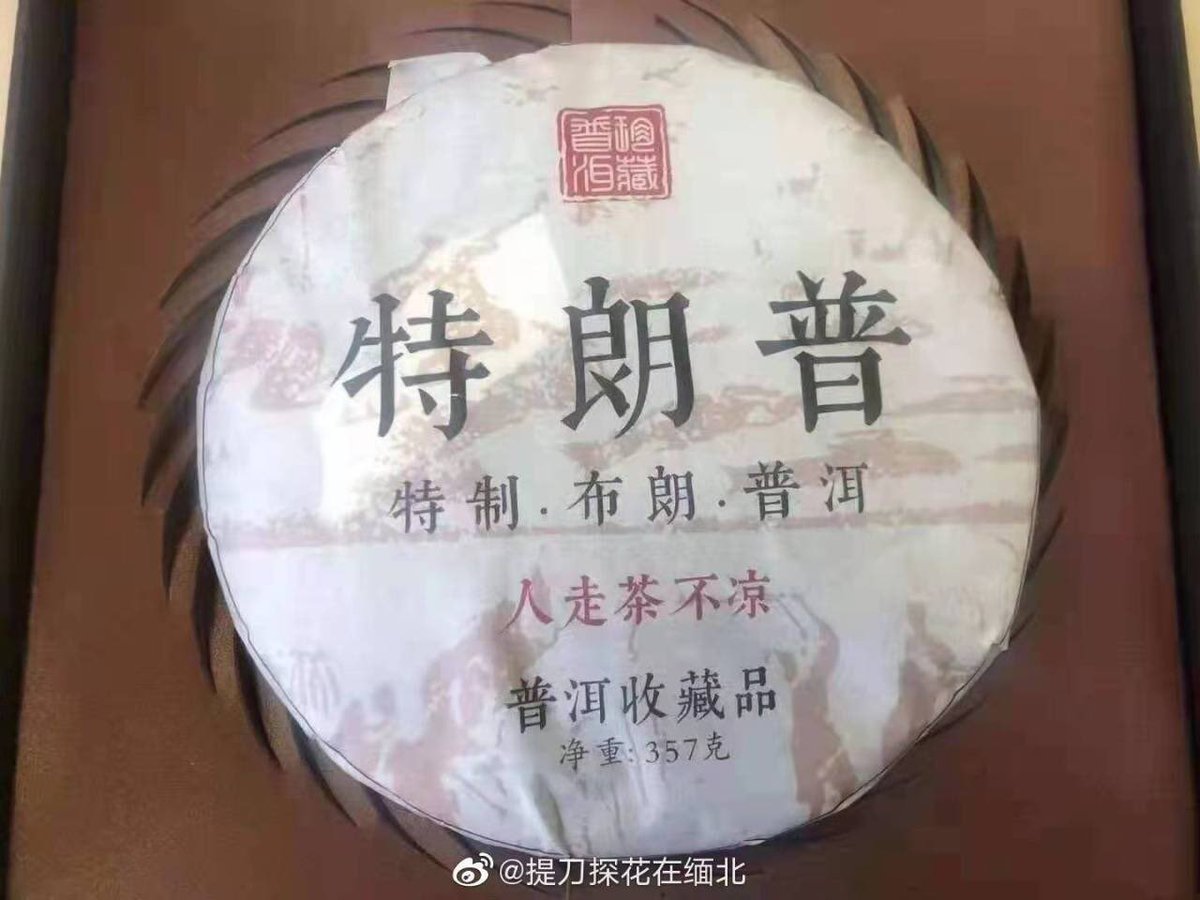 珍藏
普洱
特朗普
特制·布朗·普洱
人走茶不凉
普洱收藏品
净重:357克
@提刀探花在缅北